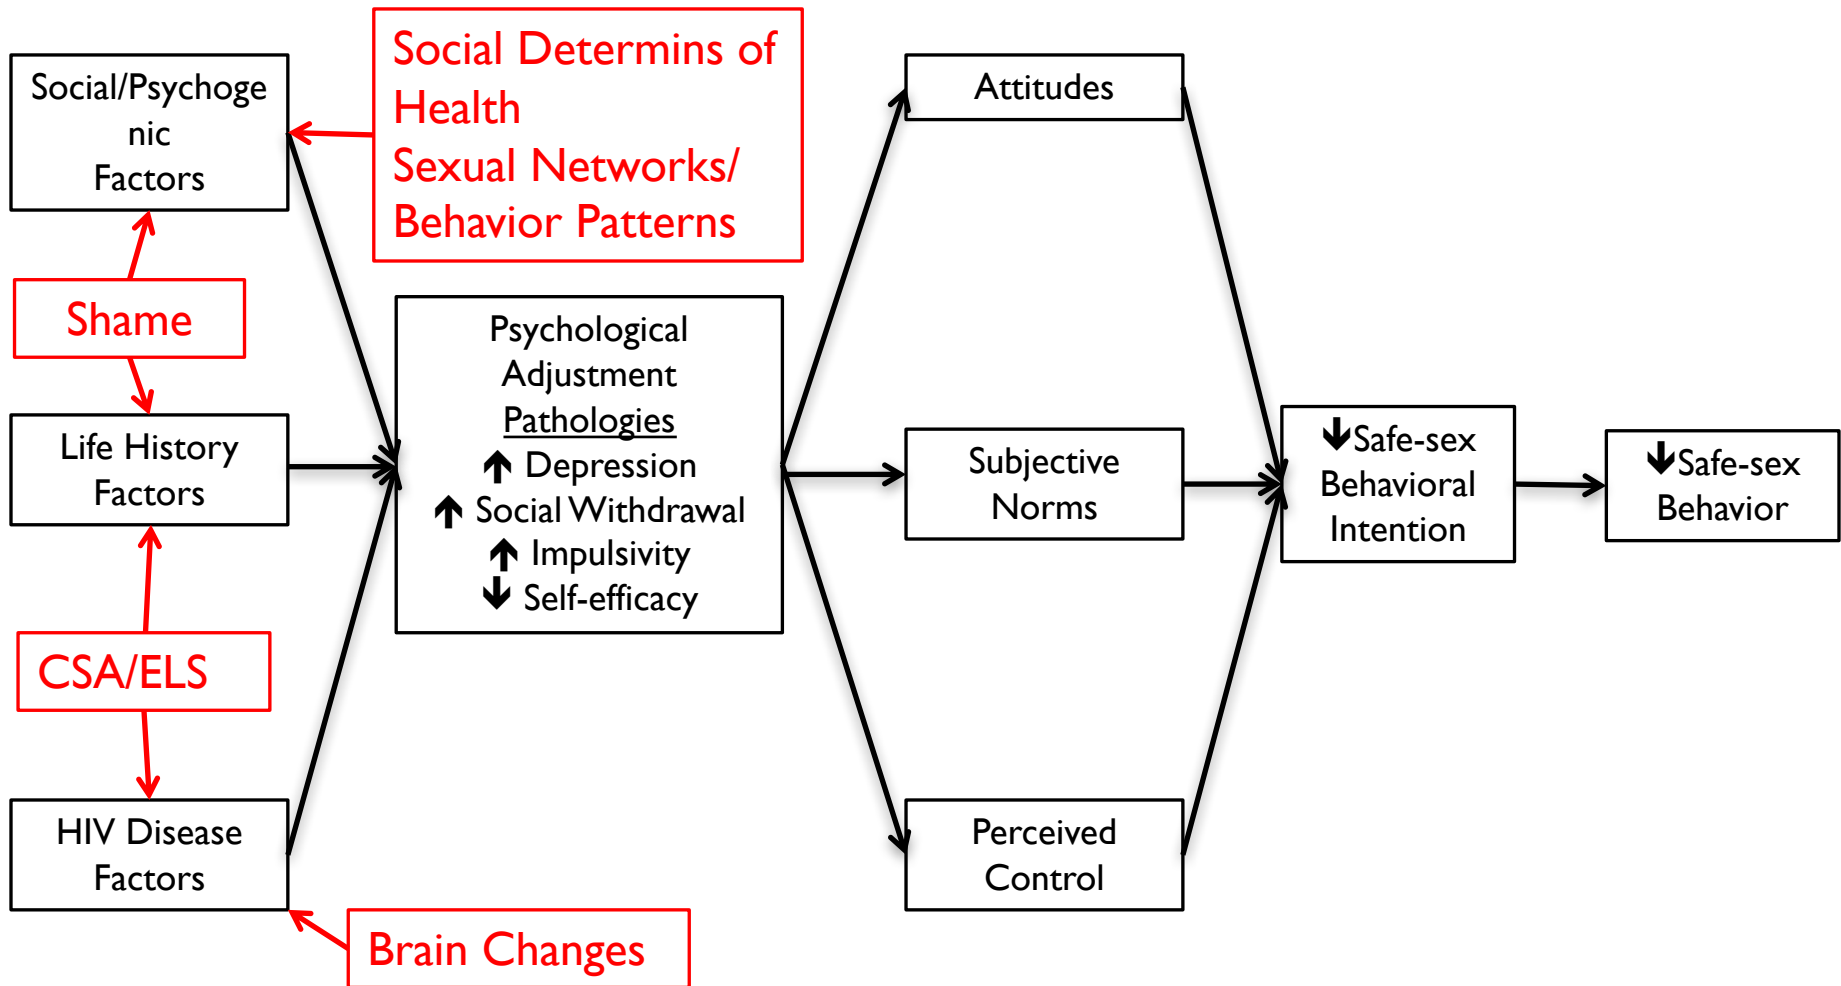 Social/Psychoge
nic
Factors
Social Determins of
Health
Sexual Networks/
Behavior Patterns
Attitudes
Shame
Psychological
Adjustment
Pathologies
↑ Depression
↑ Social Withdrawal
↑ Impulsivity
↓ Self-efficacy
Life History
Factors
Subjective
Norms
↓Safe-sex
Behavioral
Intention
↓Safe-sex
Behavior
CSA/ELS
HIV Disease
Factors
Perceived
Control
Brain Changes